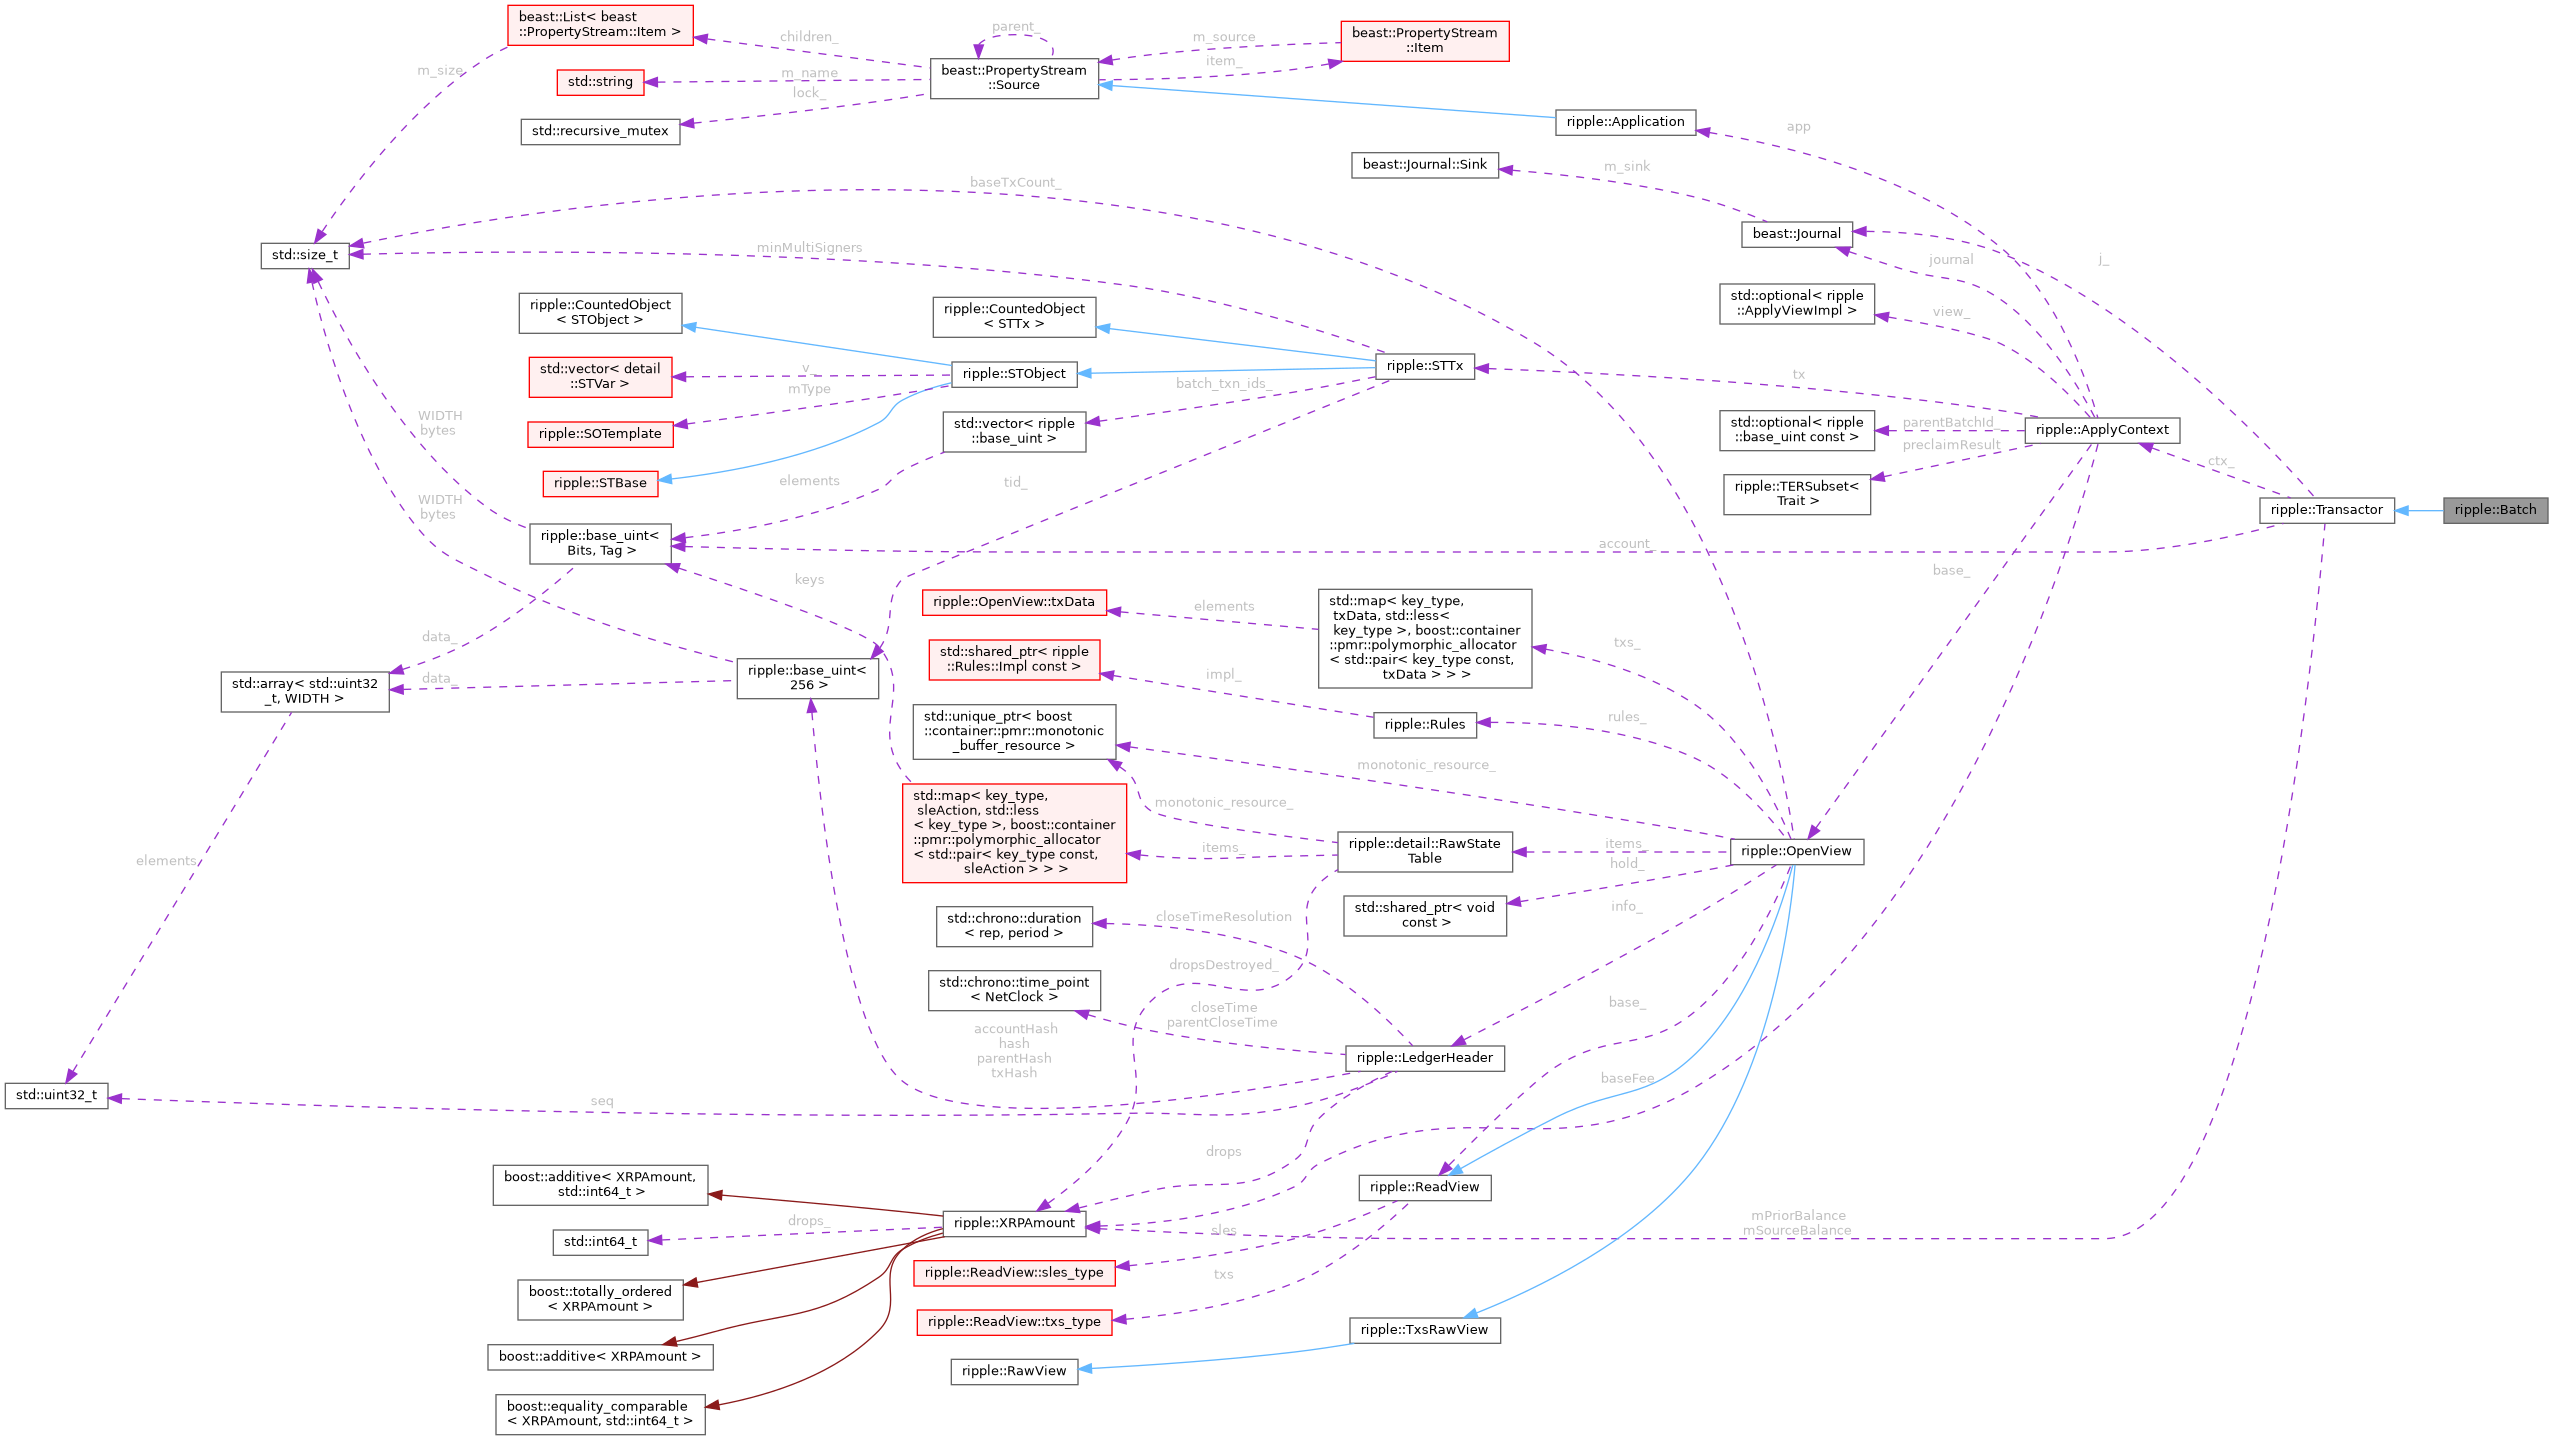 beast::List< beast
::PropertyStream::Item >
children_
parent_
m_source
item_
beast::PropertyStream
::Item
m_size
std::string
m_name
lock_
beast::PropertyStream
::Source
std::recursive_mutex
ripple::Application
app
beast::Journal::Sink
m_sink
baseTxCount_
beast::Journal
journal
j_
std::size_t
minMultiSigners
ripple::CountedObject
< STObject >
ripple::CountedObject
< STTx >
std::optional< ripple
::ApplyViewImpl >
view_
std::vector< detail
::STVar >
v_
mType
ripple::STObject
ripple::STTx
batch_txn_ids_
tx
WIDTH
bytes
ripple::SOTemplate
std::vector< ripple
::base_uint >
std::optional< ripple
::base_uint const >
parentBatchId_
preclaimResult
ripple::ApplyContext
ctx_
ripple::STBase
elements
tid_
ripple::TERSubset<
Trait >
WIDTH
bytes
ripple::Transactor
ripple::Batch
ripple::base_uint<
Bits, Tag >
account_
keys
base_
ripple::OpenView::txData
elements
std::map< key_type,
txData, std::less<
key_type >, boost::container
::pmr::polymorphic_allocator
< std::pair< key_type const,
txData > > >
txs_
data_
data_
std::array< std::uint32
_t, WIDTH >
ripple::base_uint<
256 >
std::shared_ptr< ripple
::Rules::Impl const >
impl_
ripple::Rules
rules_
std::unique_ptr< boost
::container::pmr::monotonic
_buffer_resource >
monotonic_resource_
monotonic_resource_
std::map< key_type,
sleAction, std::less
< key_type >, boost::container
::pmr::polymorphic_allocator
< std::pair< key_type const,
sleAction > > >
items_
ripple::detail::RawState
Table
items_
hold_
ripple::OpenView
elements
std::shared_ptr< void
const >
info_
std::chrono::duration
< rep, period >
closeTimeResolution
dropsDestroyed_
std::chrono::time_point
< NetClock >
closeTime
parentCloseTime
base_
accountHash
hash
parentHash
txHash
ripple::LedgerHeader
baseFee
std::uint32_t
seq
drops
boost::additive< XRPAmount,
std::int64_t >
ripple::ReadView
ripple::XRPAmount
drops_
std::int64_t
sles
mPriorBalance
mSourceBalance
ripple::ReadView::sles_type
txs
boost::totally_ordered
< XRPAmount >
ripple::ReadView::txs_type
ripple::TxsRawView
boost::additive< XRPAmount >
ripple::RawView
boost::equality_comparable
< XRPAmount, std::int64_t >